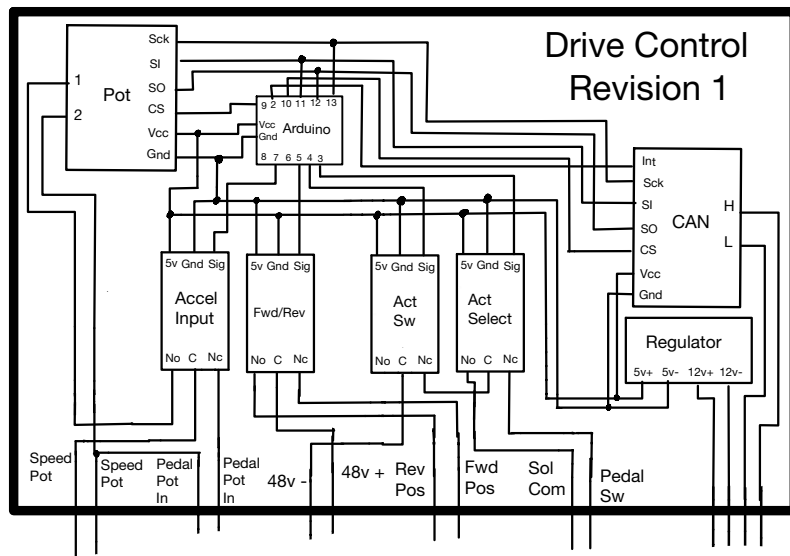 Drive Control
Revision 1
Pot
1
2
Sck
SI
SO
CS
Vcc
Gnd
9 2 10 11 12 13
Vcc
Gnd
Arduino
8 7 6 5 4 3
Int
Sck
SI
SO
CS
Vcc
Gnd
CAN
H
L
5v Gnd Sig
Accel
Input
No C Nc
5v Gnd Sig
Fwd/Rev
No C Nc
5v Gnd Sig
Act
Sw
No C Nc
5v Gnd Sig
Act
Select
No C Nc
Regulator
5v+ 5v- 12v+ 12v-
Speed
Pot
Speed
Pot
Pedal
Pot
In
Pedal
Pot
In
48v -
48v +
Rev
Pos
Fwd
Pos
Sol
Com
Pedal
Sw